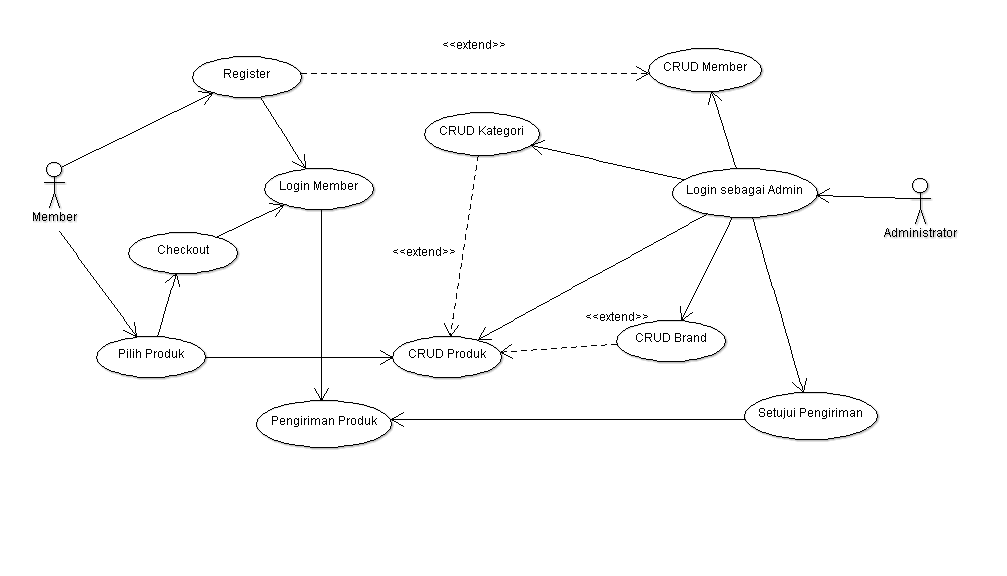 <<extend>>
Register
CRUD Member
CRUD Kategori
Login Member
Login sebagai Admin
Member
Administrator
Checkout
<<extend>>
<<extend>>
Pilih Produk
CRUD Produk
CRUD Brand
Pengiriman Produk
Setujui Pengiriman